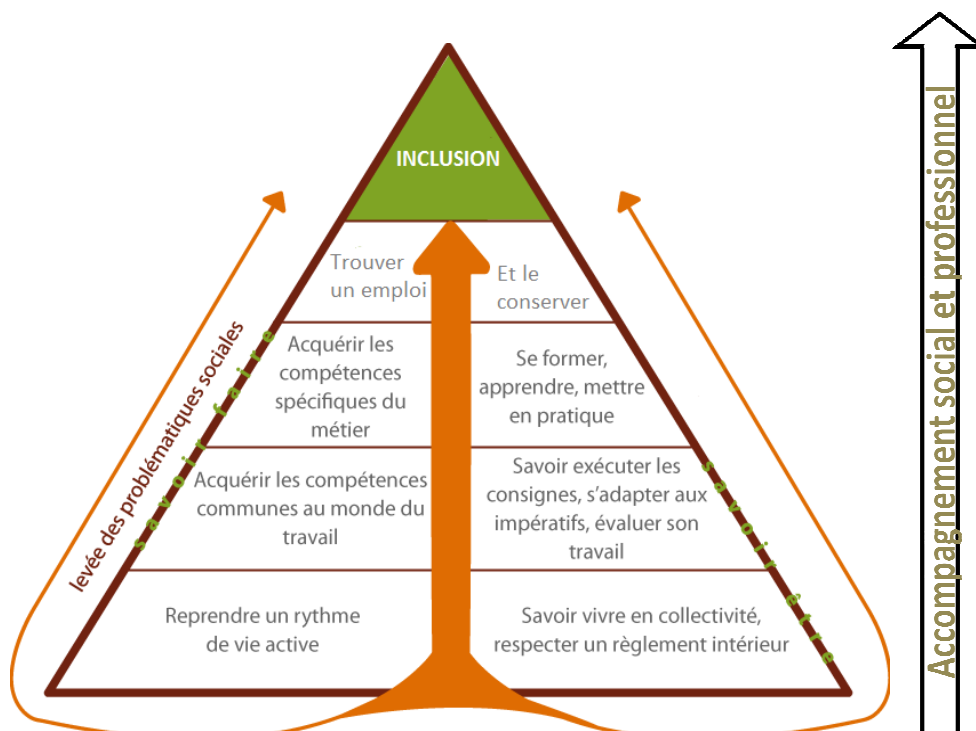 INCLUSION
Trouver
un emploi
Et le
conserver
Acquérir les
compétences
spécifiques du
métier
Se former,
apprendre, mettre
en pratique
Acquérir les compétences
communes au monde du
travail
Savoir exécuter les
consignes, s'adapter aux
impératifs, évaluer son
travail
Reprendre un rythme
de vie active
Savoir vivre en collectivité,
respecter un règlement intérieur
levée des problématiques sociales
savoir faire
savoir être
Accompagnement social et professionnel